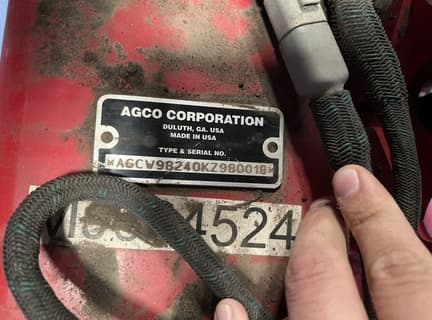 AGCO CORPORATION
DULUTH, GA. USA
MADE IN USA
TYPE & SERIAL NO.
*AGCW98240KZ980018*
4524